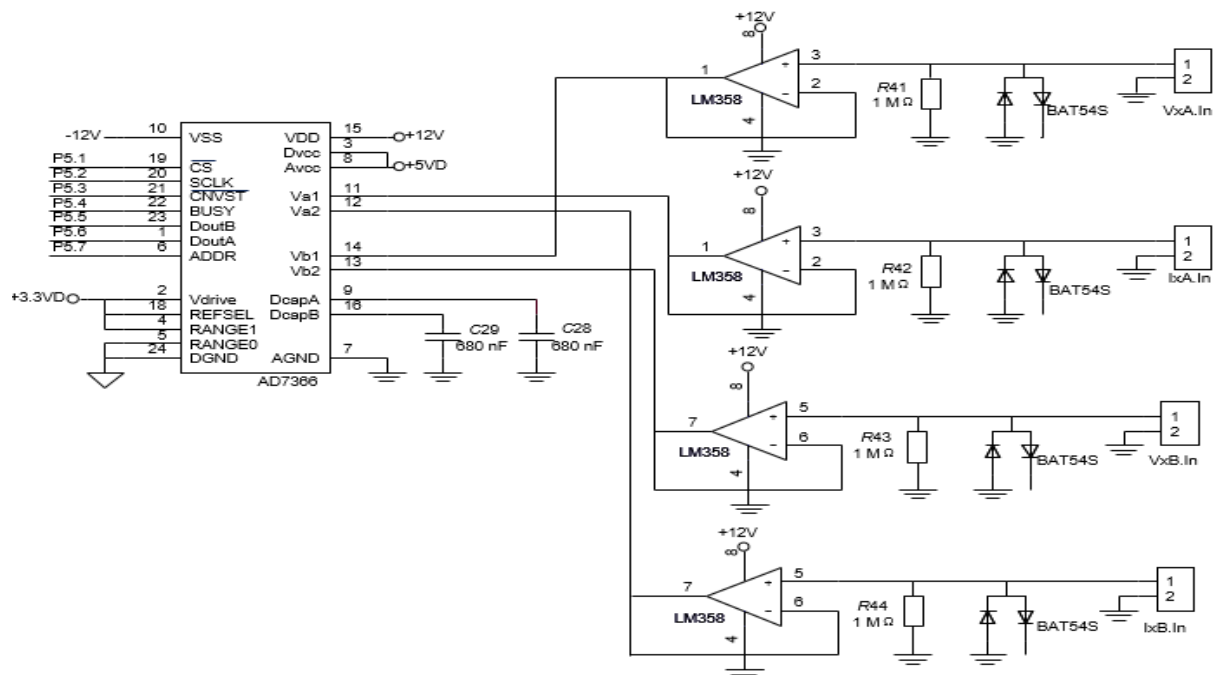 +12V
8
3
1
+
2
-
LM358
4
R41
1 MΩ
BAT54S
1
2
VxA.In
-12V
10
VSS
VDD
15
+12V
3
Dvcc
8
Avcc
+5VD
P5.1
19
CS
P5.2
20
SCLK
P5.3
21
CNVST
P5.4
22
BUSY
P5.5
23
DoutB
P5.6
1
DoutA
P5.7
6
ADDR
Va1
11
Va2
12
Vb1
14
Vb2
13
+3.3VD
2
Vdrive
18
REFSEL
4
RANGE1
5
RANGE0
24
DGND
DcapA
9
DcapB
16
AGND
7
AD7366
C29
680 nF
C28
680 nF
+12V
8
3
1
+
2
-
LM358
4
R42
1 MΩ
BAT54S
1
2
IxA.In
+12V
8
5
7
+
6
-
LM358
4
R43
1 MΩ
BAT54S
1
2
VxB.In
+12V
8
5
7
+
6
-
LM358
4
R44
1 MΩ
BAT54S
1
2
IxB.In